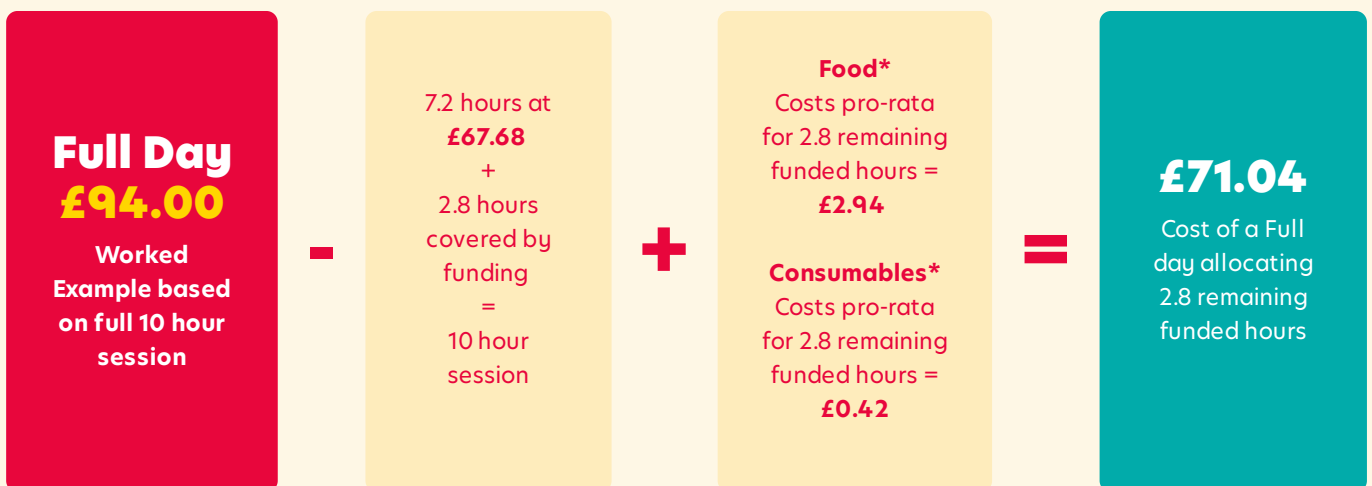 Full Day
£94.00
Worked
Example based
on full 10 hour
session
-
7.2 hours at
£67.68
+
2.8 hours
covered by
funding
=
10 hour
session
+
Food*
Costs pro-rata
for 2.8 remaining
funded hours =
£2.94
Consumables*
Costs pro-rata
for 2.8 remaining
funded hours =
£0.42
=
£71.04
Cost of a Full
day allocating
2.8 remaining
funded hours